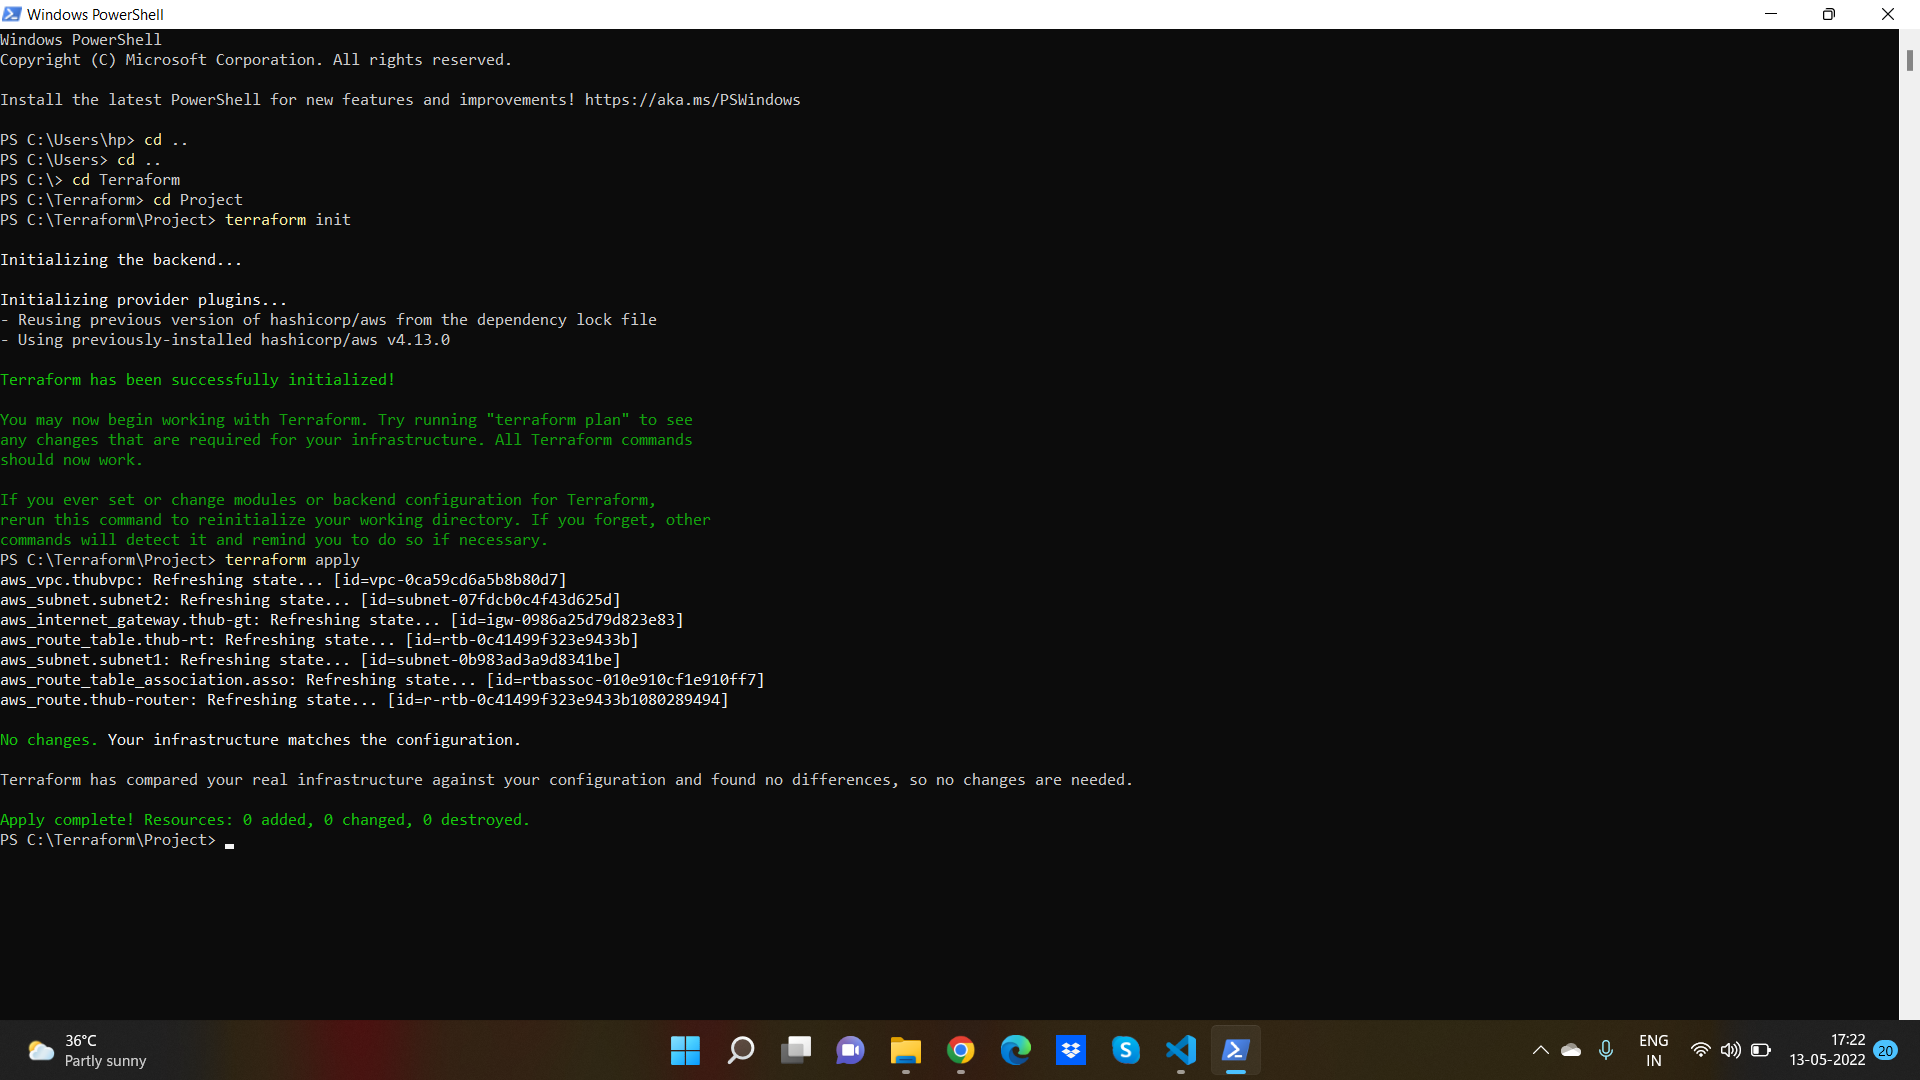 Windows PowerShell
Windows PowerShell
Copyright (C) Microsoft Corporation. All rights reserved.
Install the latest PowerShell for new features and improvements! https://aka.ms/PSWindows
PS C:\Users\hp> cd ..
PS C:\Users> cd ..
PS C:\> cd Terraform
PS C:\Terraform> cd Project
PS C:\Terraform\Project> terraform init
Initializing the backend...
Initializing provider plugins...
- Reusing previous version of hashicorp/aws from the dependency lock file
- Using previously-installed hashicorp/aws v4.13.0
Terraform has been successfully initialized!
You may now begin working with Terraform. Try running "terraform plan" to see
any changes that are required for your infrastructure. All Terraform commands
should now work.
If you ever set or change modules or backend configuration for Terraform,
rerun this command to reinitialize your working directory. If you forget, other
commands will detect it and remind you to do so if necessary.
PS C:\Terraform\Project> terraform apply
aws_vpc.thubvpc: Refreshing state... [id=vpc-0ca59cd6a5b8b80d7]
aws_subnet.subnet2: Refreshing state... [id=subnet-07fdcb0c4f43d625d]
aws_internet_gateway.thub-gt: Refreshing state... [id=igw-0986a25d79d823e83]
aws_route_table.thub-rt: Refreshing state... [id=rtb-0c41499f323e9433b]
aws_subnet.subnet1: Refreshing state... [id=subnet-0b983ad3a9d8341be]
aws_route_table_association.asso: Refreshing state... [id=rtbassoc-010e910cf1e910ff7]
aws_route.thub-router: Refreshing state... [id=r-rtb-0c41499f323e9433b1080289494]
No changes. Your infrastructure matches the configuration.
Terraform has compared your real infrastructure against your configuration and found no differences, so no changes are needed.
Apply complete! Resources: 0 added, 0 changed, 0 destroyed.
PS C:\Terraform\Project>
36°C
Partly sunny
ENG
IN
17:22
13-05-2022
20